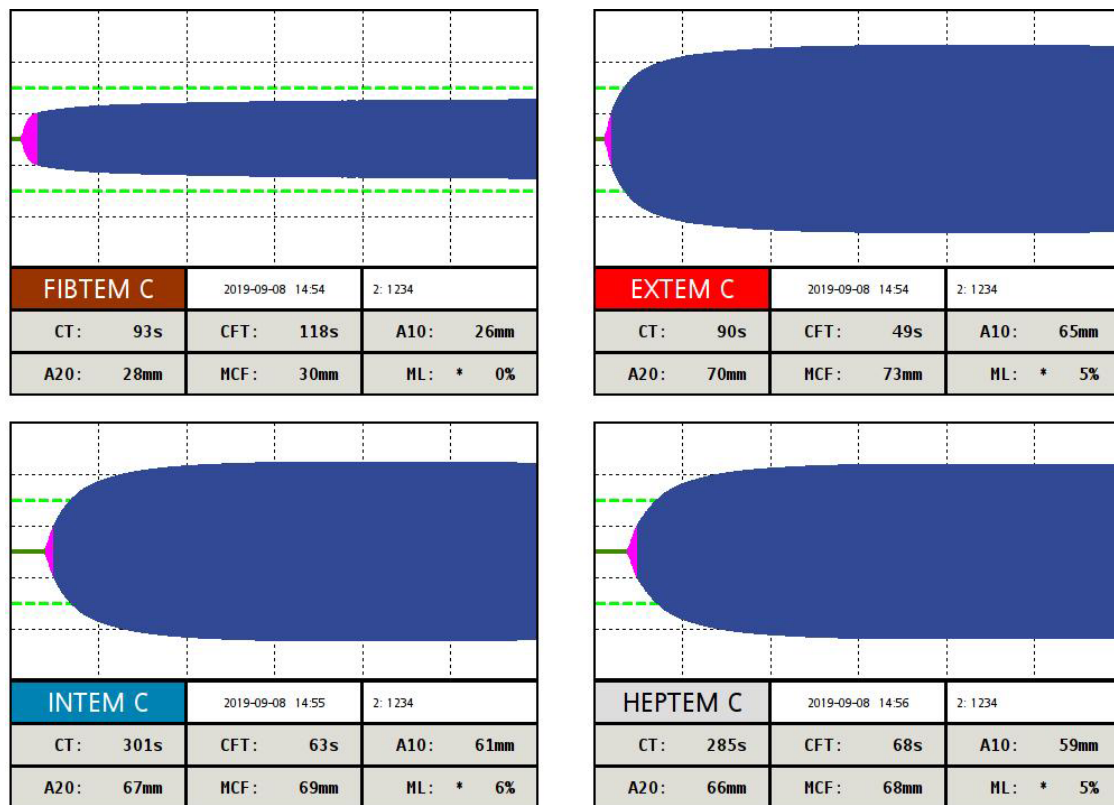 FIBTEM C 2019-09-08 14:54 2: 1234
CT: 93s CFT: 118s A10: 26mm
A20: 28mm MCF: 30mm ML: * 0%
EXTEM C 2019-09-08 14:54 2: 1234
CT: 90s CFT: 49s A10: 65mm
A20: 70mm MCF: 73mm ML: * 5%
INTEM C 2019-09-08 14:55 2: 1234
CT: 301s CFT: 63s A10: 61mm
A20: 67mm MCF: 69mm ML: * 6%
HEPTEM C 2019-09-08 14:56 2: 1234
CT: 285s CFT: 68s A10: 59mm
A20: 66mm MCF: 68mm ML: * 5%